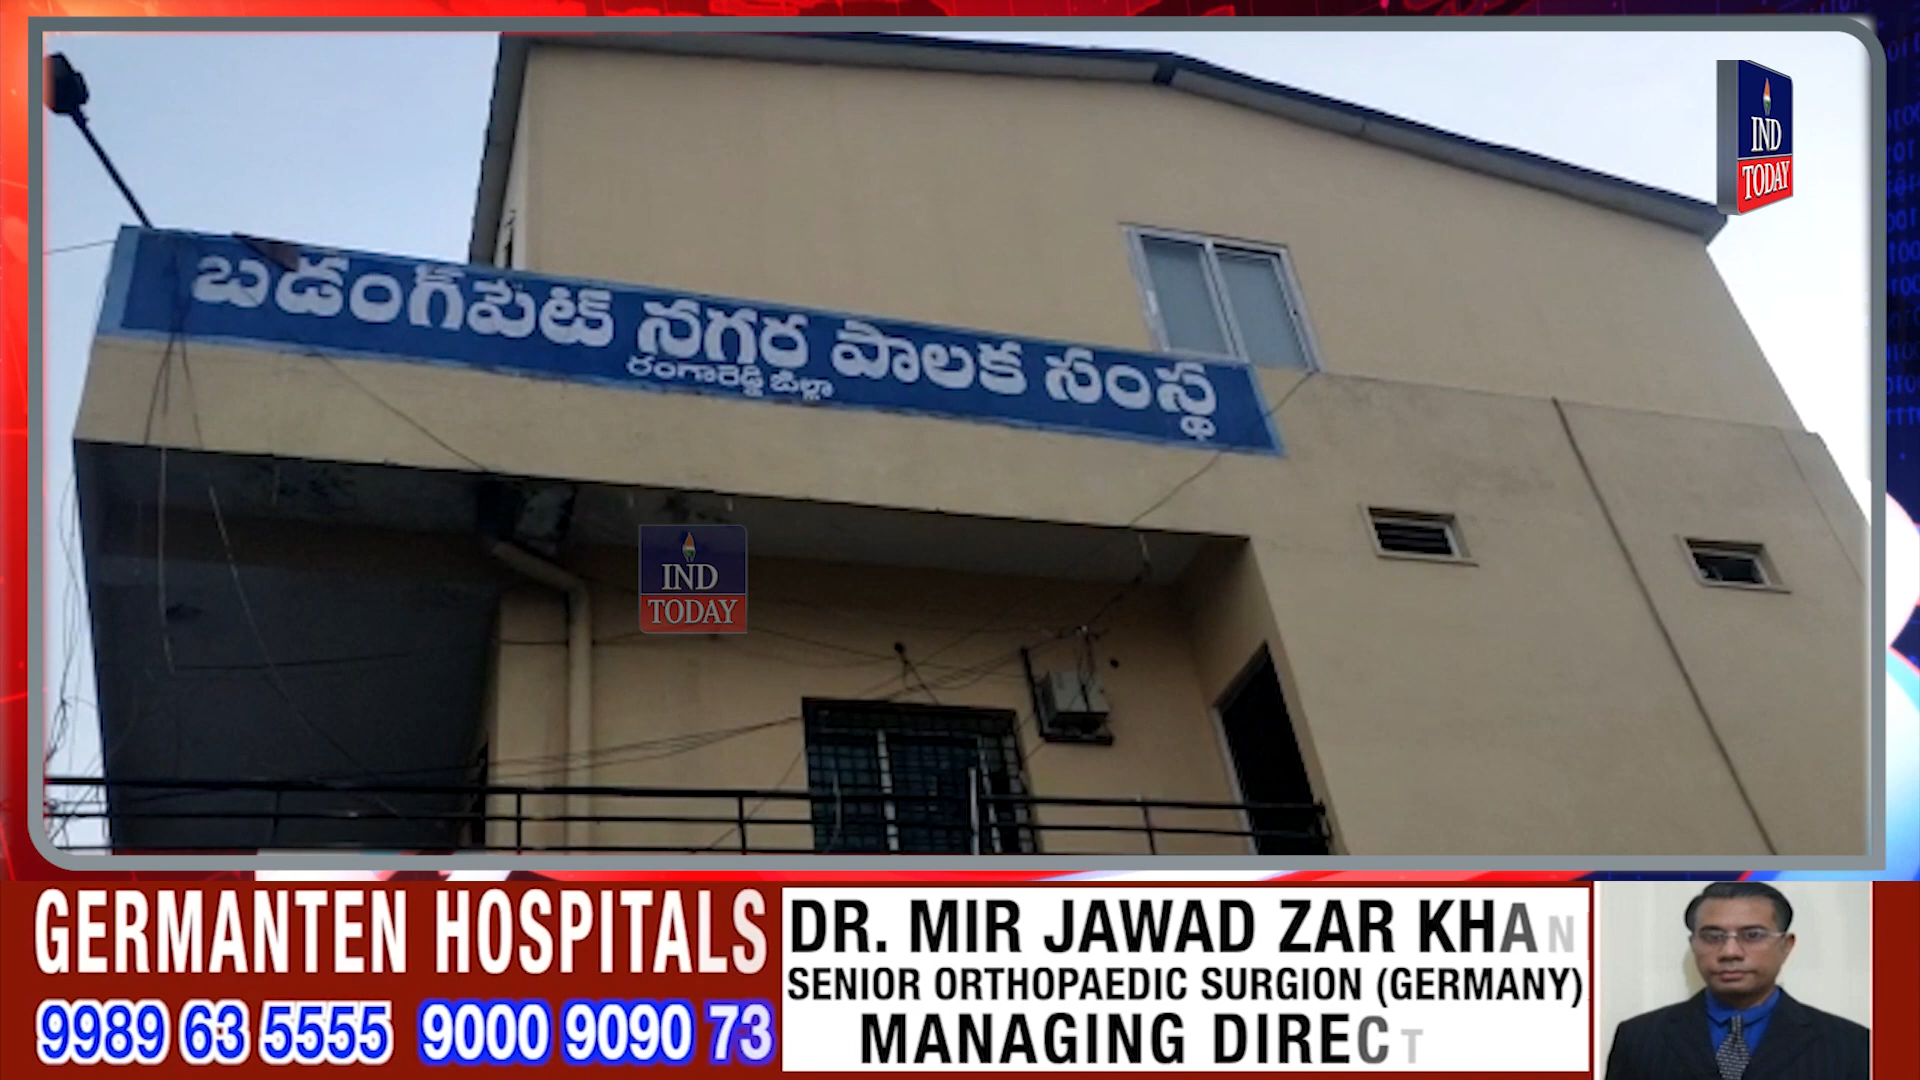 IND
TODAY
బడంగ్‌పేట్ నగర పాలక సంస్థ
రంగారెడ్డి జిల్లా
IND
TODAY
GERMANTEN HOSPITALS
9989 63 5555 9000 9090 73
DR. MIR JAWAD ZAR KHAN
SENIOR ORTHOPAEDIC SURGION (GERMANY)
MANAGING DIRECT